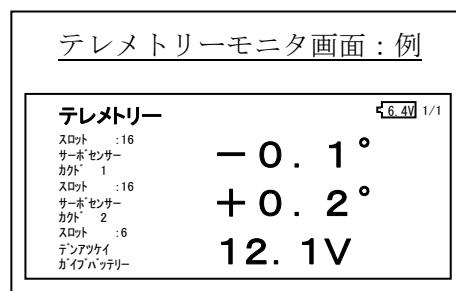 テレメトリーモニタ画面：例
テレメトリー
6.4V 1/1
スロット :16
サーボセンサー
カクド 1
−0.1°
スロット :16
サーボセンサー
カクド 2
+0.2°
スロット :6
デンアツケイ
ガイブバッテリー
12.1V